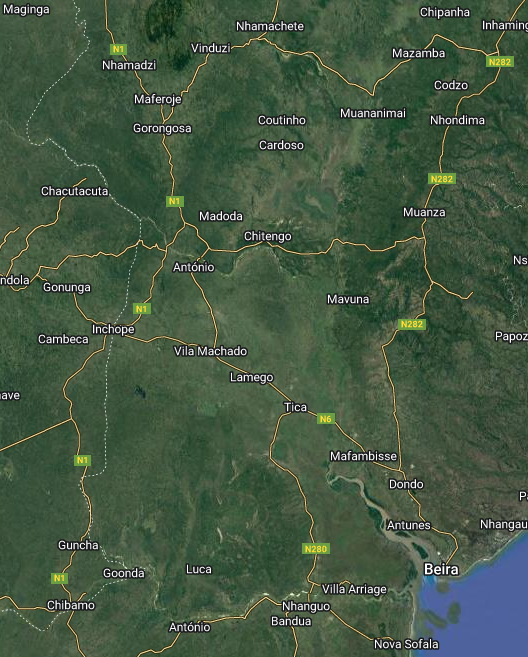 Maginga
Chipanha
Nhamachete
Inhaming
Vinduzi
N1
Mazamba
Nhamadzi
N282
Codzo
Maferoje
Muananimai
Coutinho
Nhondima
Gorongosa
Cardoso
N282
Chacutacuta
N1
Madoda
Muanza
Chitengo
Ns
António
ndola
Gonunga
Mavuna
N1
N282
Inchope
Cambeca
Papoz
Vila Machado
Lamego
ave
Tica
N6
Mafambisse
N1
Dondo
P
Antunes
Nhangau
Guncha
N280
Luca
Goonda
Beira
N1
Villa Arriage
Chibamo
Nhanguo
Bandua
António
Nova Sofala